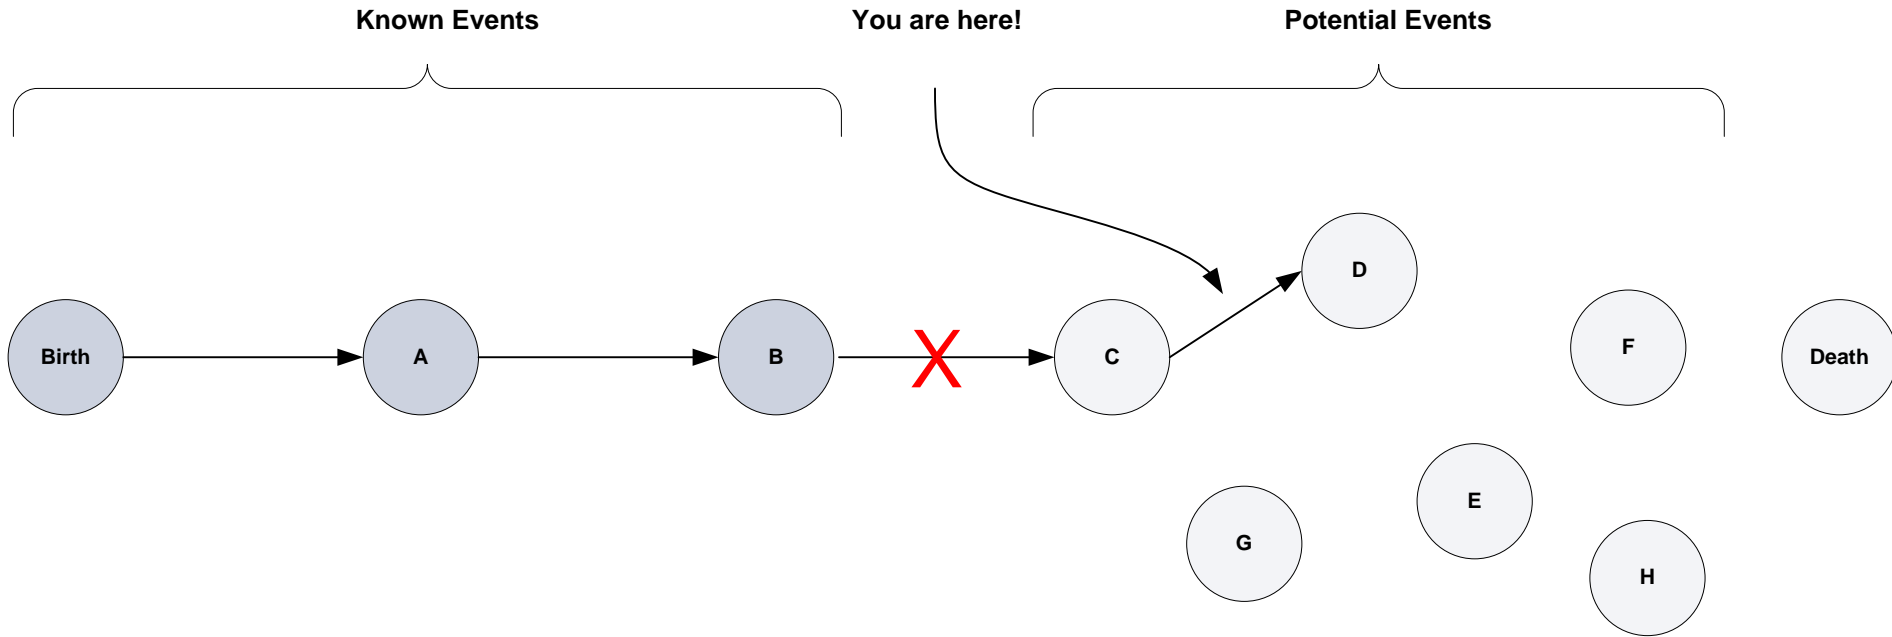 Known Events
You are here!
Potential Events
Birth
A
B
X
C
D
F
Death
E
G
H